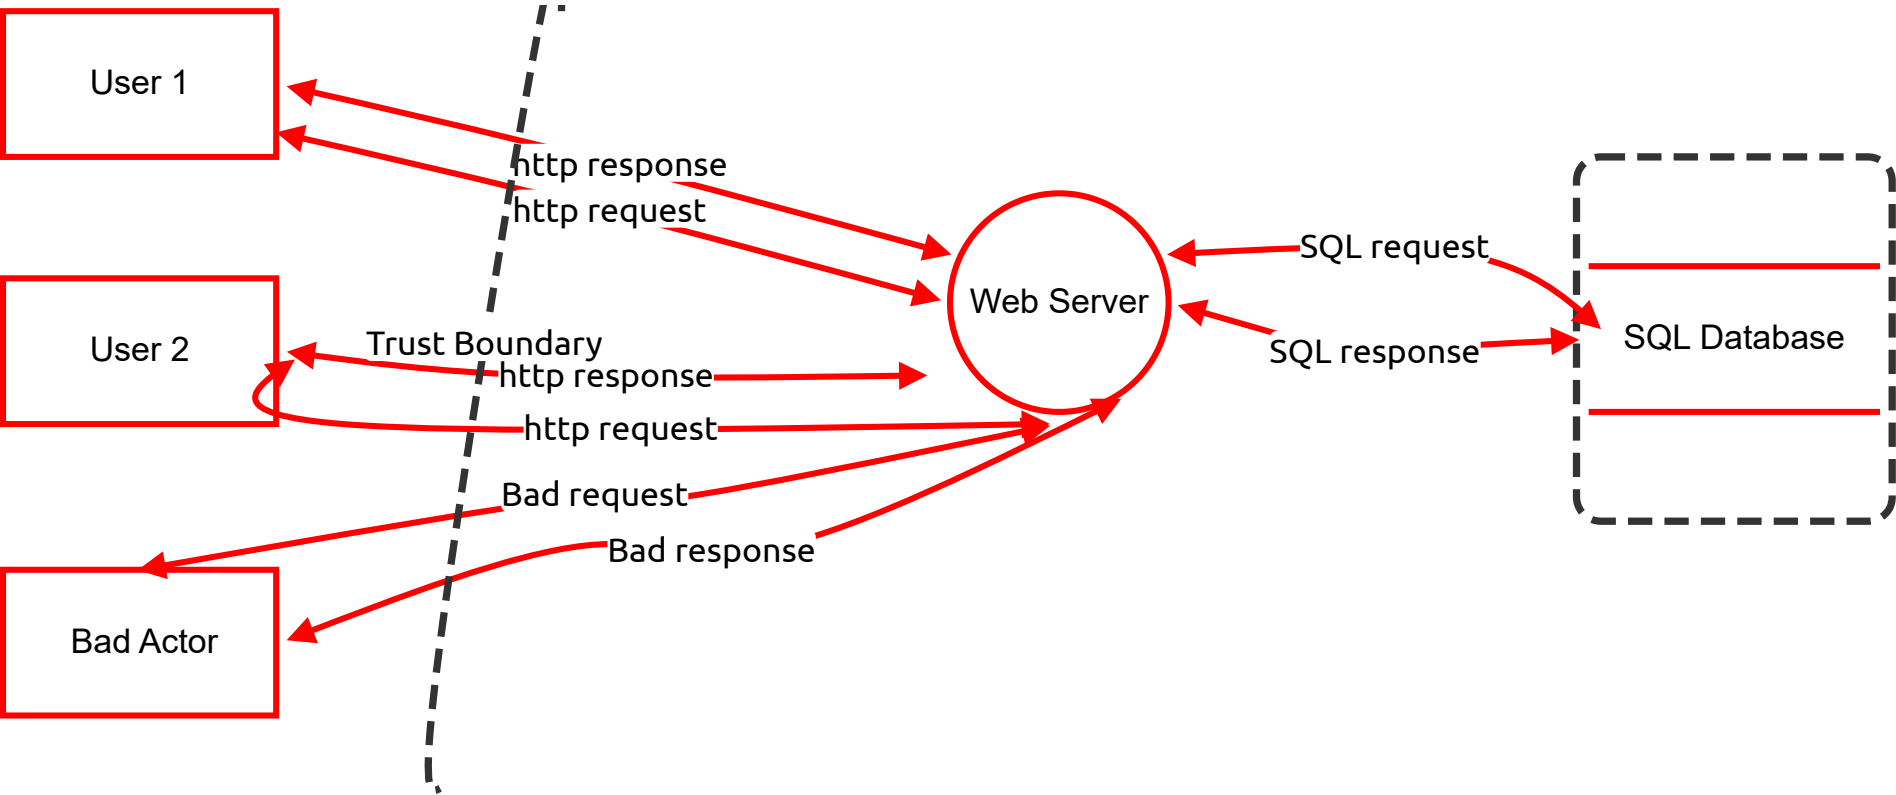 User 1
http response
http request
Web Server
SQL request
SQL response
SQL Database
User 2
Trust Boundary
http response
http request
Bad request
Bad response
Bad Actor